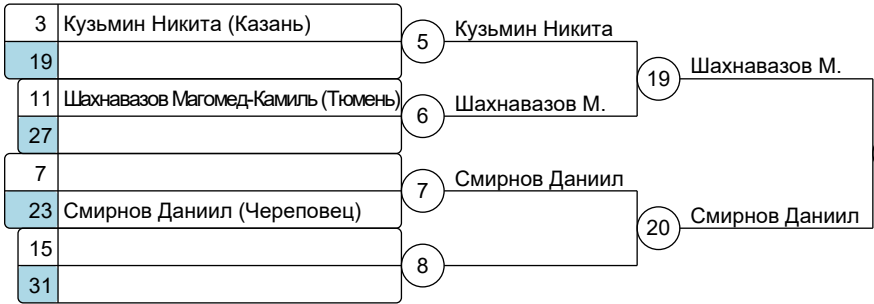 3 Кузьмин Никита (Казань)
19
5 Кузьмин Никита
11 Шахнавазов Магомед-Камиль (Тюмень)
27
6 Шахнавазов М.
19 Шахнавазов М.
7
23 Смирнов Даниил (Череповец)
7 Смирнов Даниил
15
31
8
20 Смирнов Даниил